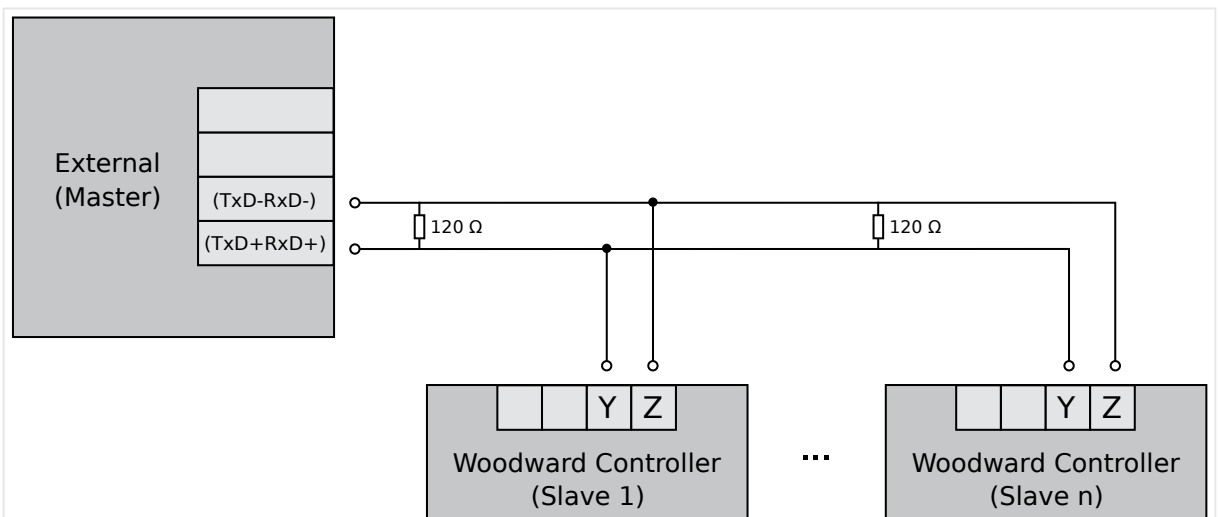 External
(Master)
(TxD-RxD-)
(TxD+RxD+)
120 Ω
120 Ω
Y Z
Woodward Controller
(Slave 1)
...
Y Z
Woodward Controller
(Slave n)